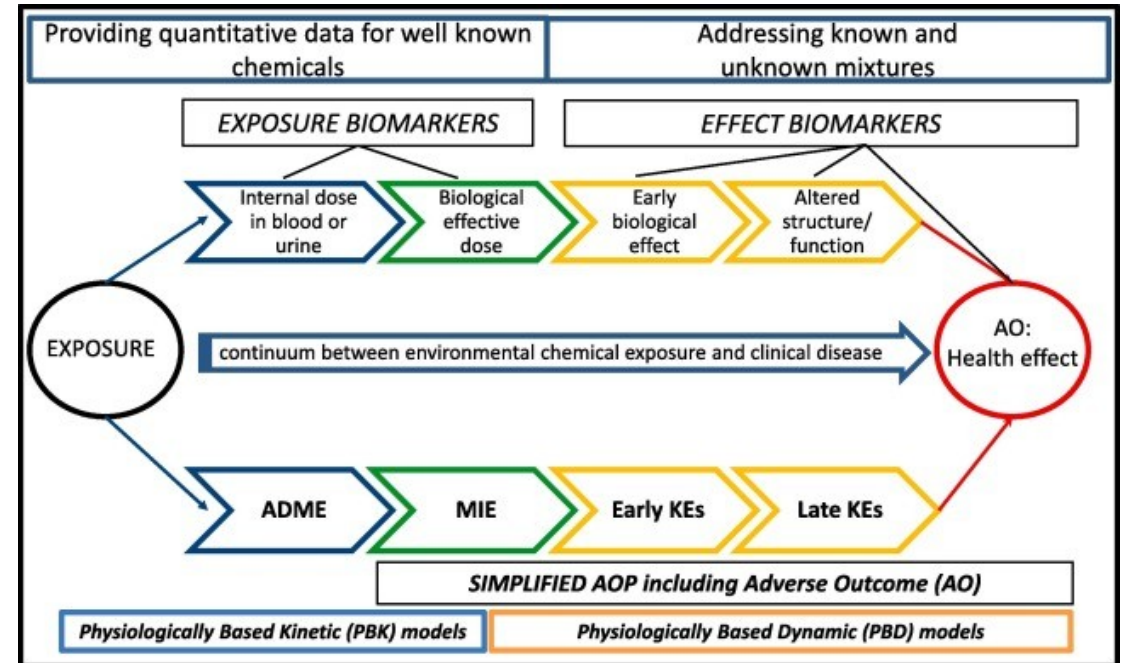 Providing quantitative data for well known
chemicals
Addressing known and
unknown mixtures
EXPOSURE BIOMARKERS
EFFECT BIOMARKERS
Internal dose
in blood or
urine
Biological
effective
dose
Early
biological
effect
Altered
structure/
function
EXPOSURE
continuum between environmental chemical exposure and clinical disease
AO:
Health effect
ADME
MIE
Early KEs
Late KEs
SIMPLIFIED AOP including Adverse Outcome (AO)
Physiologically Based Kinetic (PBK) models
Physiologically Based Dynamic (PBD) models